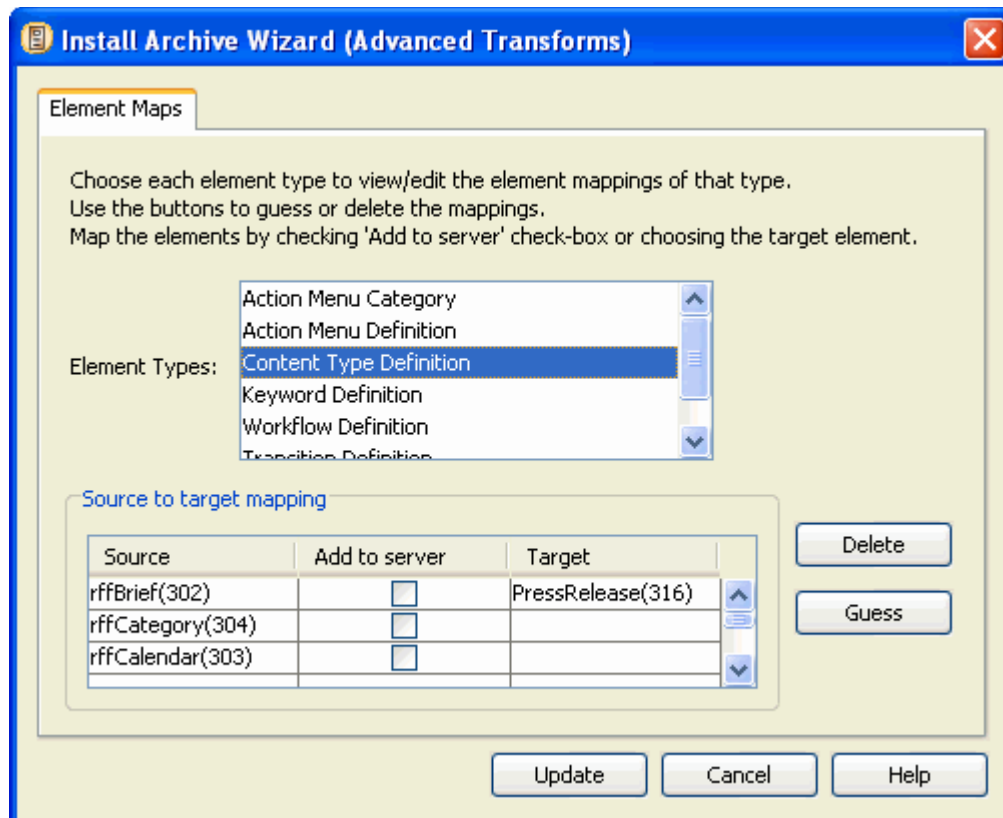 Install Archive Wizard (Advanced Transforms)
Element Maps
Choose each element type to view/edit the element mappings of that type.
Use the buttons to guess or delete the mappings.
Map the elements by checking 'Add to server' check-box or choosing the target element.
Element Types:
Action Menu Category
Action Menu Definition
Content Type Definition
Keyword Definition
Workflow Definition
Transition Definition
Source to target mapping
Source Add to server Target
rffBrief(302) PressRelease(316)
rffCategory(304)
rffCalendar(303)
Delete
Guess
Update Cancel Help